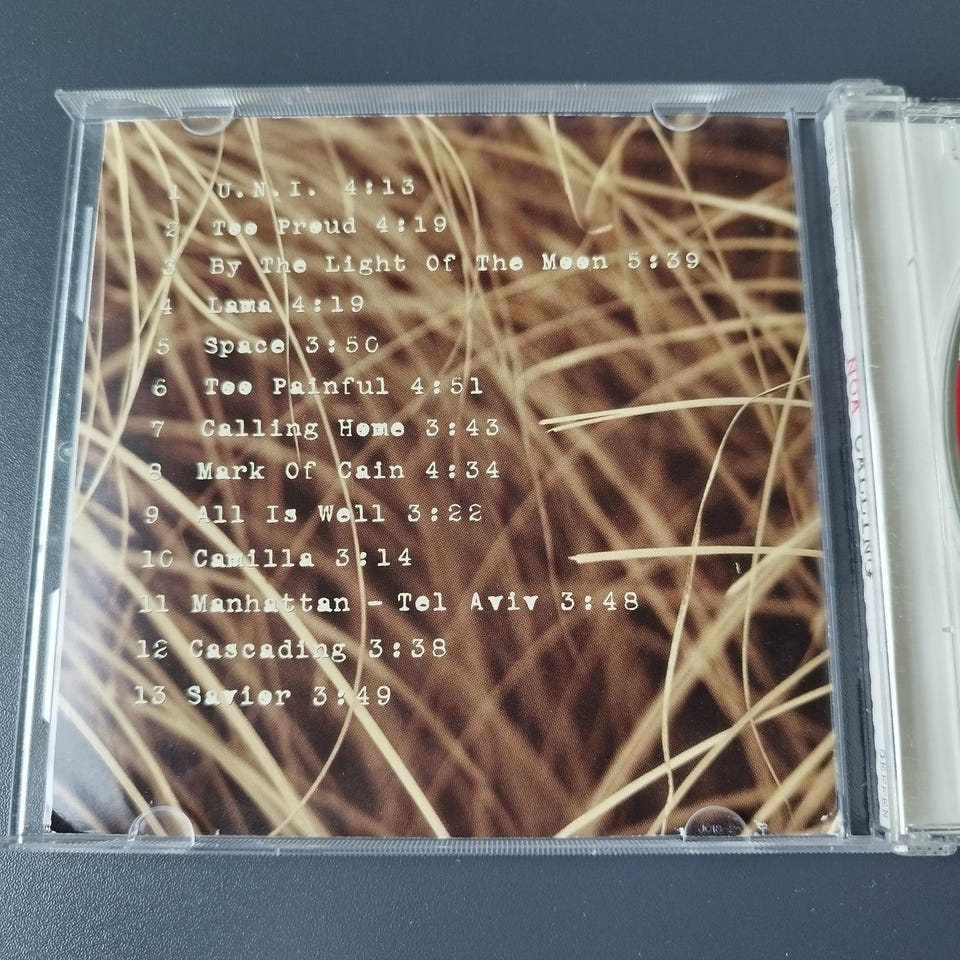 1 U.N.I. 4:13
2 Too Proud 4:19
3 By The Light Of The Moon 5:39
4 Lama 4:19
5 Space 3:50
6 Too Painful 4:51
7 Calling Home 3:43
8 Mark Of Cain 4:34
9 All Is Well 3:22
10 Camilla 3:14
11 Manhattan - Tel Aviv 3:48
12 Cascading 3:38
13 Savior 3:49
NOA CALLING
GEFFEN